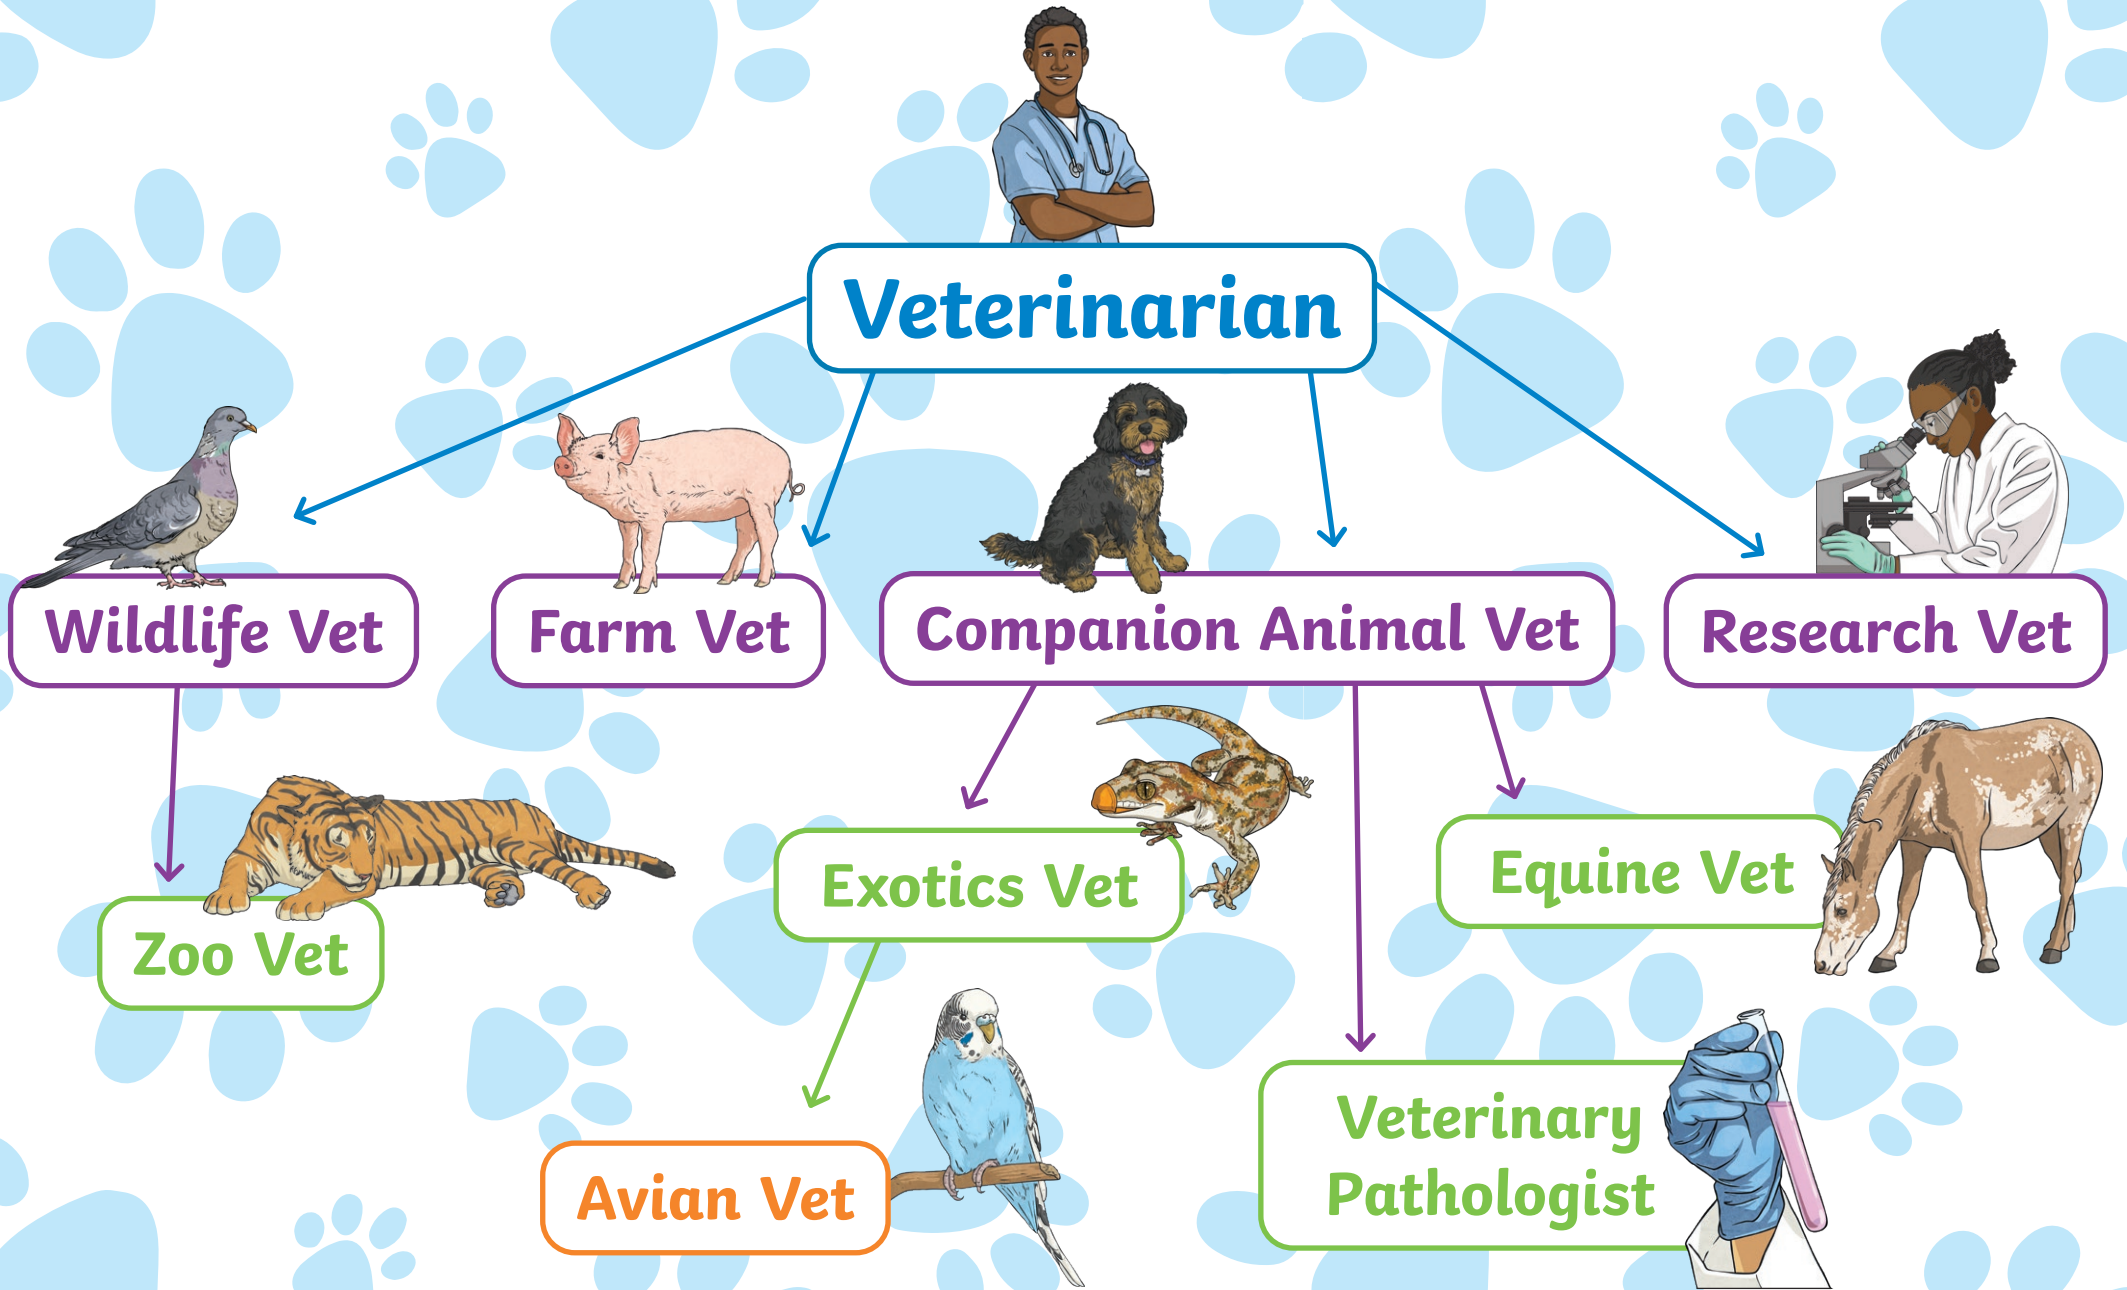 Veterinarian
Wildlife Vet
Farm Vet
Companion Animal Vet
Research Vet
Zoo Vet
Exotics Vet
Equine Vet
Avian Vet
Veterinary
Pathologist